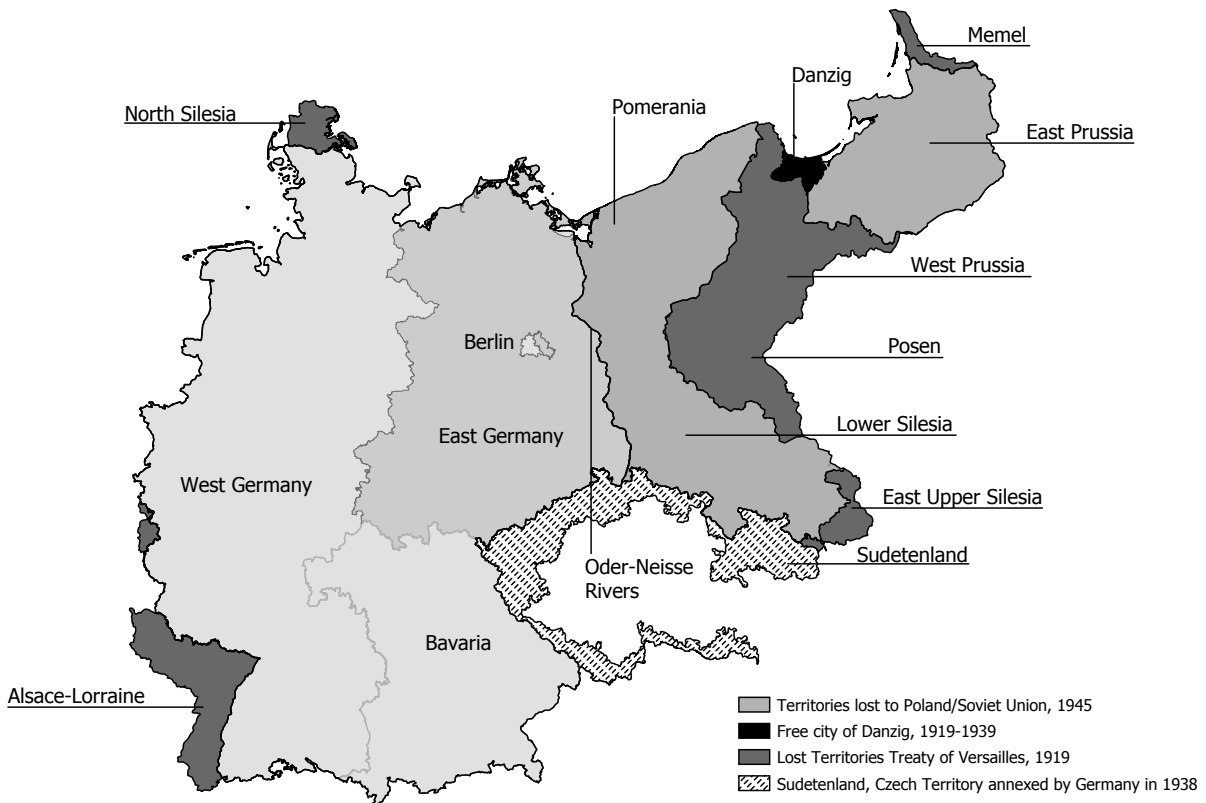 Memel
Danzig
North Silesia
Pomerania
East Prussia
West Prussia
Berlin
Posen
Lower Silesia
East Germany
West Germany
East Upper Silesia
Sudetenland
Oder-Neisse
Rivers
Bavaria
Alsace-Lorraine
Territories lost to Poland/Soviet Union, 1945
Free city of Danzig, 1919-1939
Lost Territories Treaty of Versailles, 1919
Sudetenland, Czech Territory annexed by Germany in 1938